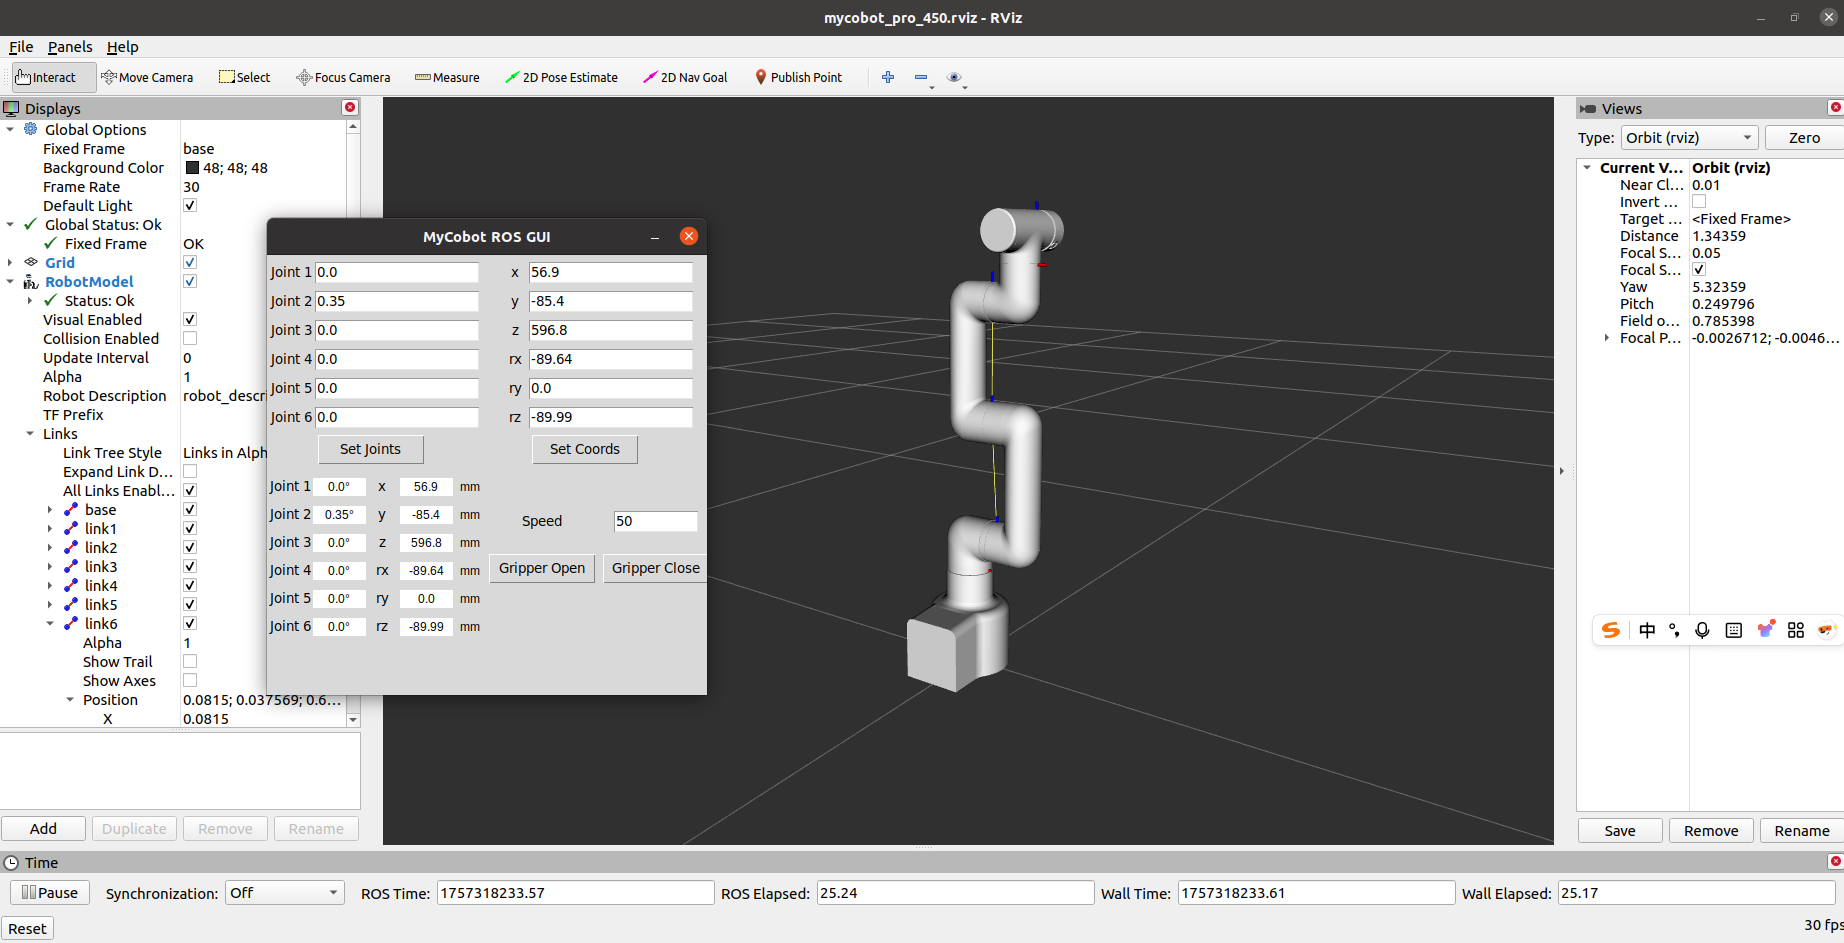 mycobot_pro_450.rviz - RViz
File Panels Help
Interact Move Camera Select Focus Camera Measure 2D Pose Estimate 2D Nav Goal Publish Point
Displays
Global Options
Fixed Frame base
Background Color 48; 48; 48
Frame Rate 30
Default Light
Global Status: Ok
Fixed Frame OK
Grid
RobotModel
Status: Ok
Visual Enabled
Collision Enabled
Update Interval 0
Alpha 1
Robot Description robot_descri
TF Prefix
Links
Link Tree Style Links in Alph
Expand Link D...
All Links Enabl...
base
link1
link2
link3
link4
link5
link6
Alpha 1
Show Trail
Show Axes
Position 0.0815; 0.037569; 0.6...
X 0.0815
Add Duplicate Remove Rename
MyCobot ROS GUI
Joint 1 0.0 x 56.9
Joint 2 0.35 y -85.4
Joint 3 0.0 z 596.8
Joint 4 0.0 rx -89.64
Joint 5 0.0 ry 0.0
Joint 6 0.0 rz -89.99
Set Joints Set Coords
Joint 1 0.0° x 56.9 mm
Joint 2 0.35° y -85.4 mm
Joint 3 0.0° z 596.8 mm
Joint 4 0.0° rx -89.64 mm
Joint 5 0.0° ry 0.0 mm
Joint 6 0.0° rz -89.99 mm
Speed 50
Gripper Open Gripper Close
Views
Type: Orbit (rviz) Zero
Current V... Orbit (rviz)
Near Cl... 0.01
Invert ...
Target ... <Fixed Frame>
Distance 1.34359
Focal S... 0.05
Focal S...
Yaw 5.32359
Pitch 0.249796
Field o... 0.785398
Focal P... -0.0026712; -0.0046...
中
Save Remove Rename
Time
Pause Synchronization: Off ROS Time: 1757318233.57 ROS Elapsed: 25.24 Wall Time: 1757318233.61 Wall Elapsed: 25.17
Reset 30 fps